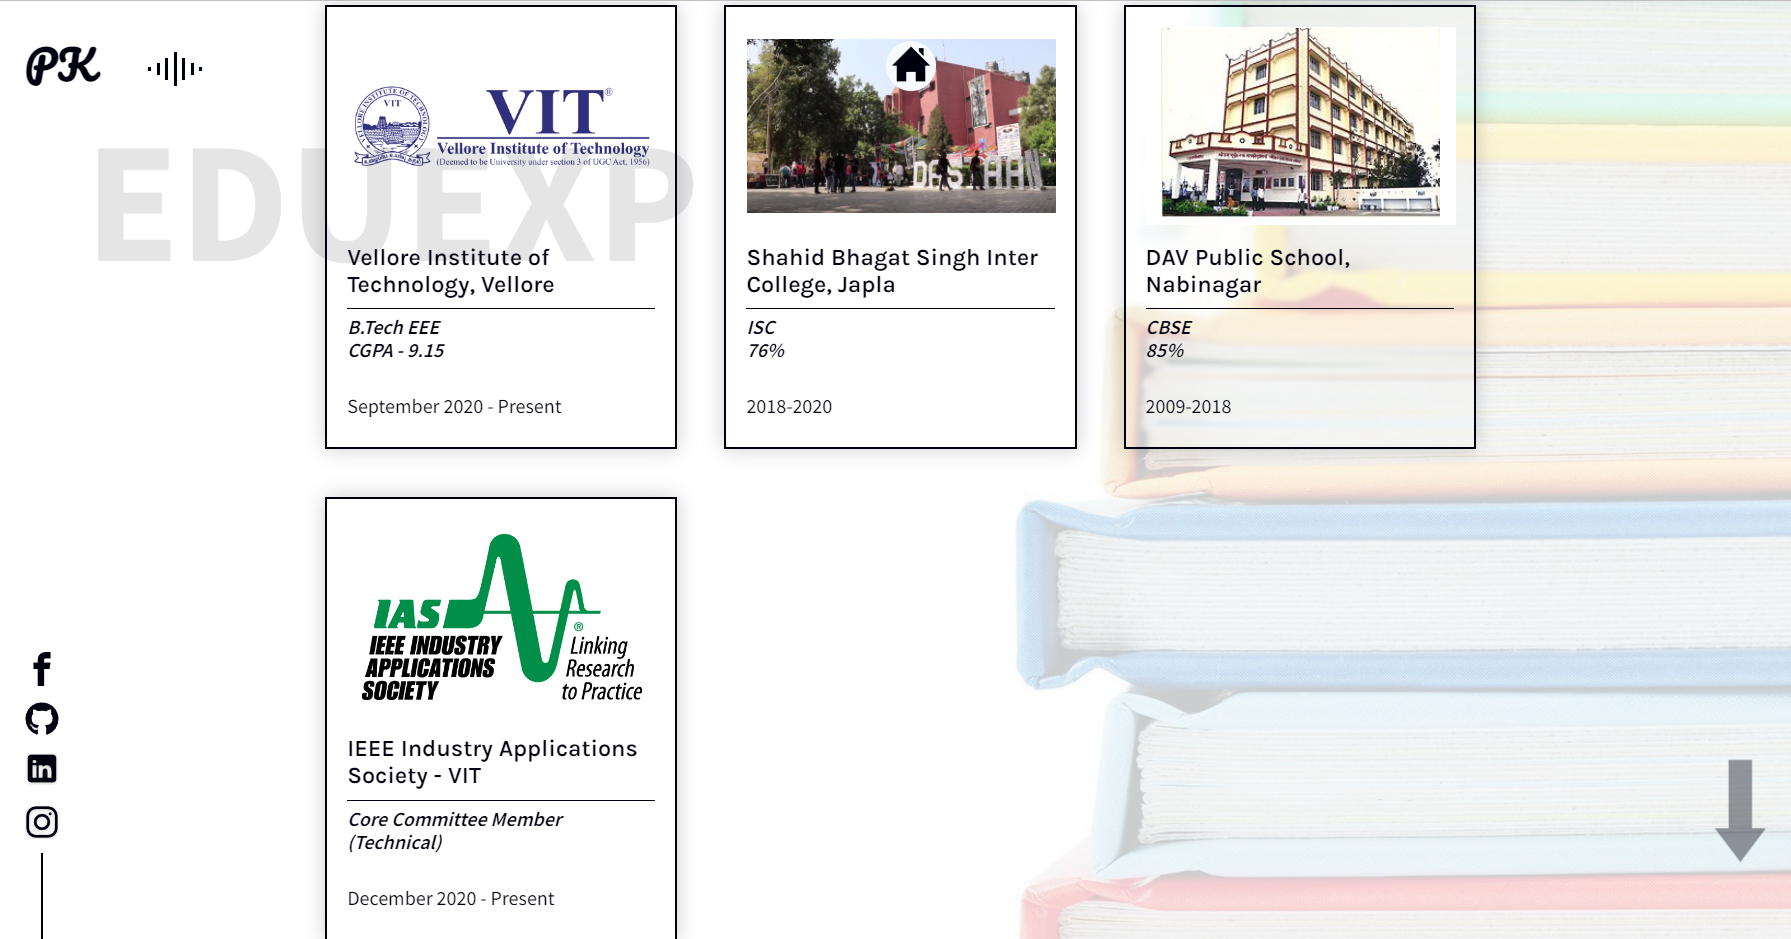 PK
EDUEXP
VIT
VIT®
Vellore Institute of Technology
(Deemed to be University under section 3 of UGC Act, 1956)
Vellore Institute of
Technology, Vellore
B.Tech EEE
CGPA - 9.15
September 2020 - Present
Shahid Bhagat Singh Inter
College, Japla
ISC
76%
2018-2020
DAV Public School,
Nabinagar
CBSE
85%
2009-2018
IAS
®
IEEE INDUSTRY
APPLICATIONS
SOCIETY
Linking
Research
to Practice
IEEE Industry Applications
Society - VIT
Core Committee Member
(Technical)
December 2020 - Present
f
in